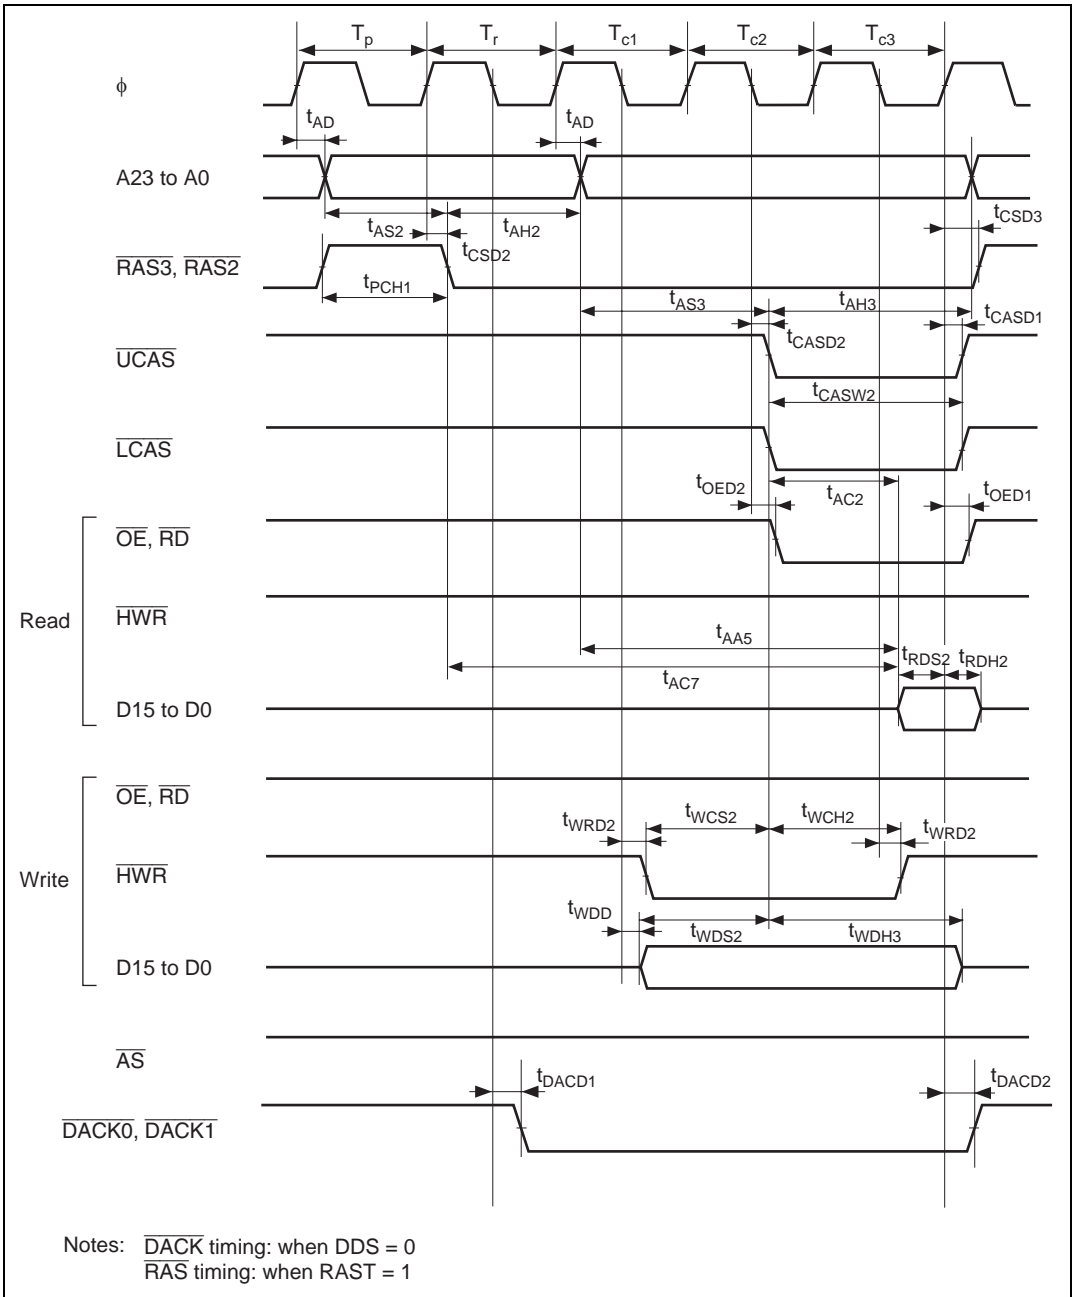 Tp Tr Tc1 Tc2 Tc3
ϕ
tAD tAD
A23 to A0
tAS2 tAH2 tCSD3
tCSD2
RAS3, RAS2
tPCH1
tAS3 tAH3 tCASD1
tCASD2
UCAS
tCASW2
LCAS
tOED2 tAC2 tOED1
OE, RD
Read
HWR
tAA5
tRDS2 tRDH2
tAC7
D15 to D0
OE, RD
tWRD2 tWCS2 tWCH2 tWRD2
Write
HWR
tWDD tWDS2 tWDH3
D15 to D0
AS
tDACD1 tDACD2
DACK0, DACK1
Notes: DACK timing: when DDS = 0
RAS timing: when RAST = 1